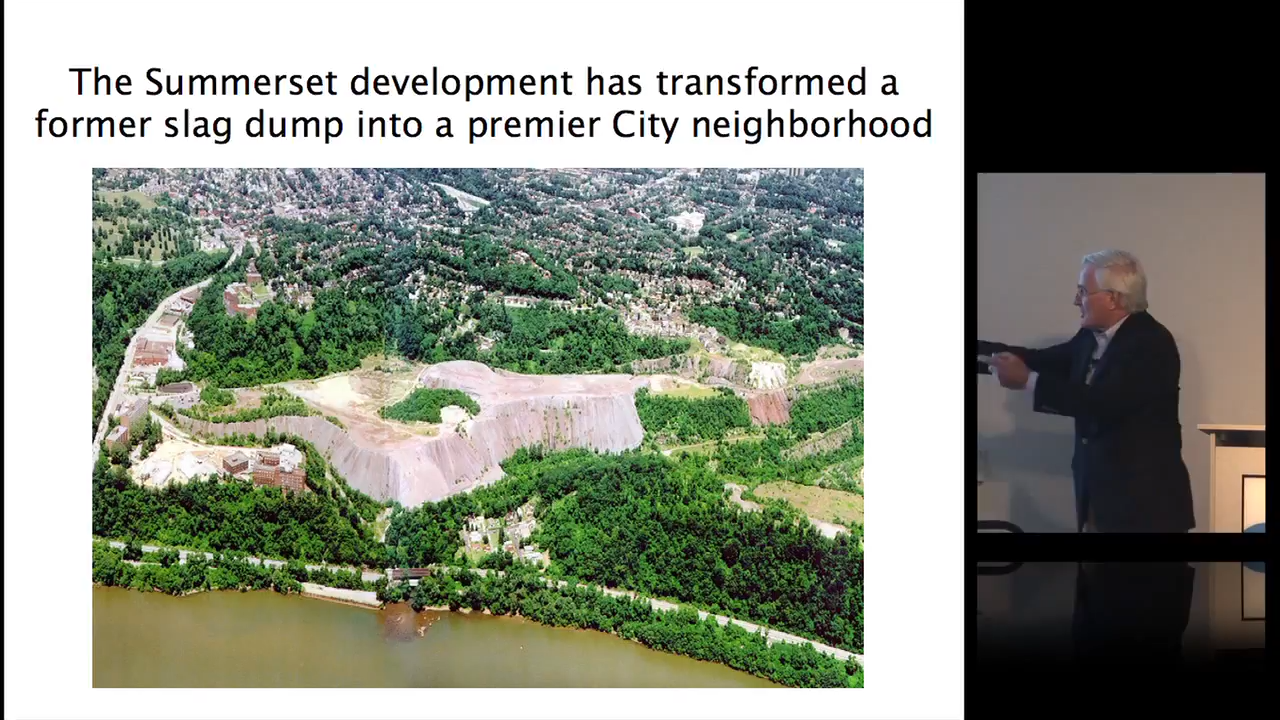 The Summerset development has transformed a
former slag dump into a premier City neighborhood